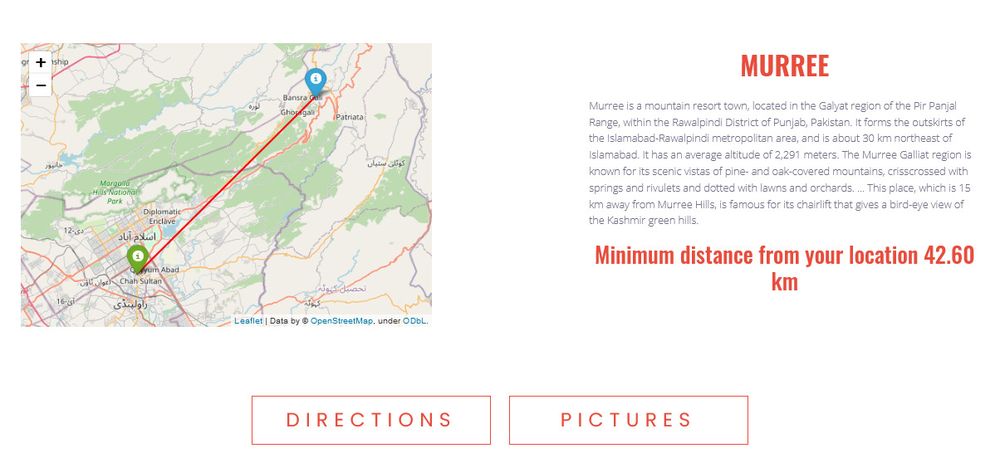 +
−
nship
Bansra Gali
Ghoragali
لورہ
Patriata
خانپور
کوٹلی ستیاں
Margalla
Hills National
Park
Diplomatic
Enclave
دی-12
اسلام آباد
Qayyum Abad
Chah Sultan
اعوان ٹاؤن
آئی-16
راولپنڈی
تحصیل کہوٹہ
کہوٹہ
Leaflet | Data by © OpenStreetMap, under ODbL.
MURREE
Murree is a mountain resort town, located in the Galyat region of the Pir Panjal
Range, within the Rawalpindi District of Punjab, Pakistan. It forms the outskirts of
the Islamabad-Rawalpindi metropolitan area, and is about 30 km northeast of
Islamabad. It has an average altitude of 2,291 meters. The Murree Galliat region is
known for its scenic vistas of pine- and oak-covered mountains, crisscrossed with
springs and rivulets and dotted with lawns and orchards. ... This place, which is 15
km away from Murree Hills, is famous for its chairlift that gives a bird-eye view of
the Kashmir green hills.
Minimum distance from your location 42.60
km
DIRECTIONS
PICTURES